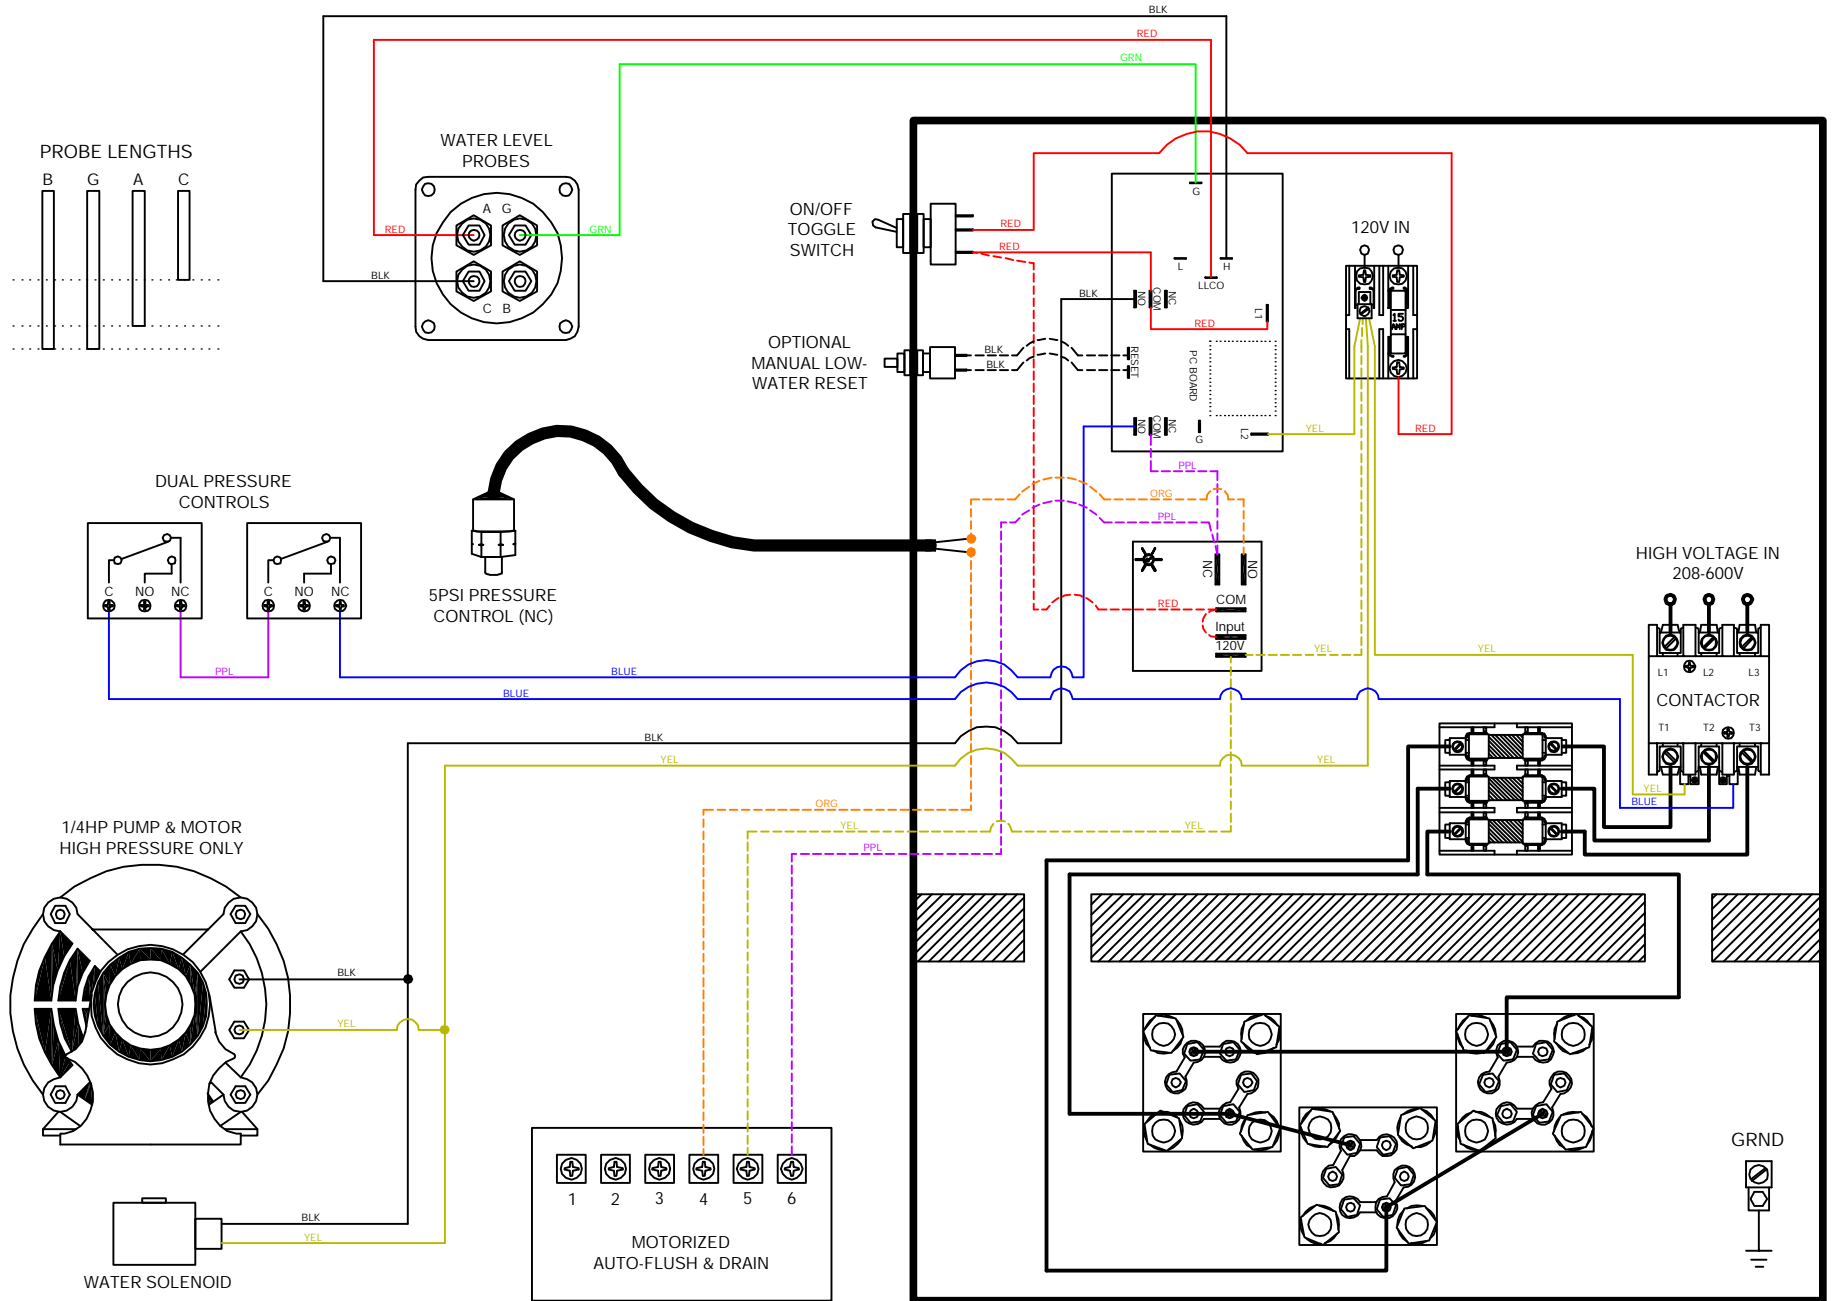 BLK
RED
GRN
PROBE LENGTHS
B G A C
WATER LEVEL
PROBES
A G
C B
RED
GRN
BLK
ON/OFF
TOGGLE
SWITCH
RED
RED
G
L
H
LLCO
120V IN
15
AMP
BLK
NO
COM
NC
L1
RED
OPTIONAL
MANUAL LOW-
WATER RESET
BLK
BLK
RESET
PC BOARD
NO
COM
NC
G
L2
YEL
RED
PPL
ORG
PPL
DUAL PRESSURE
CONTROLS
C NO NC
C NO NC
PPL
5PSI PRESSURE
CONTROL (NC)
NC
NO
COM
Input
120V
RED
YEL
YEL
HIGH VOLTAGE IN
208-600V
L1 L2 L3
CONTACTOR
T1 T2 T3
BLUE
BLUE
BLK
YEL
YEL
YEL
BLUE
ORG
YEL
YEL
PPL
1/4HP PUMP & MOTOR
HIGH PRESSURE ONLY
BLK
YEL
BLK
YEL
WATER SOLENOID
1 2 3 4 5 6
MOTORIZED
AUTO-FLUSH & DRAIN
GRND